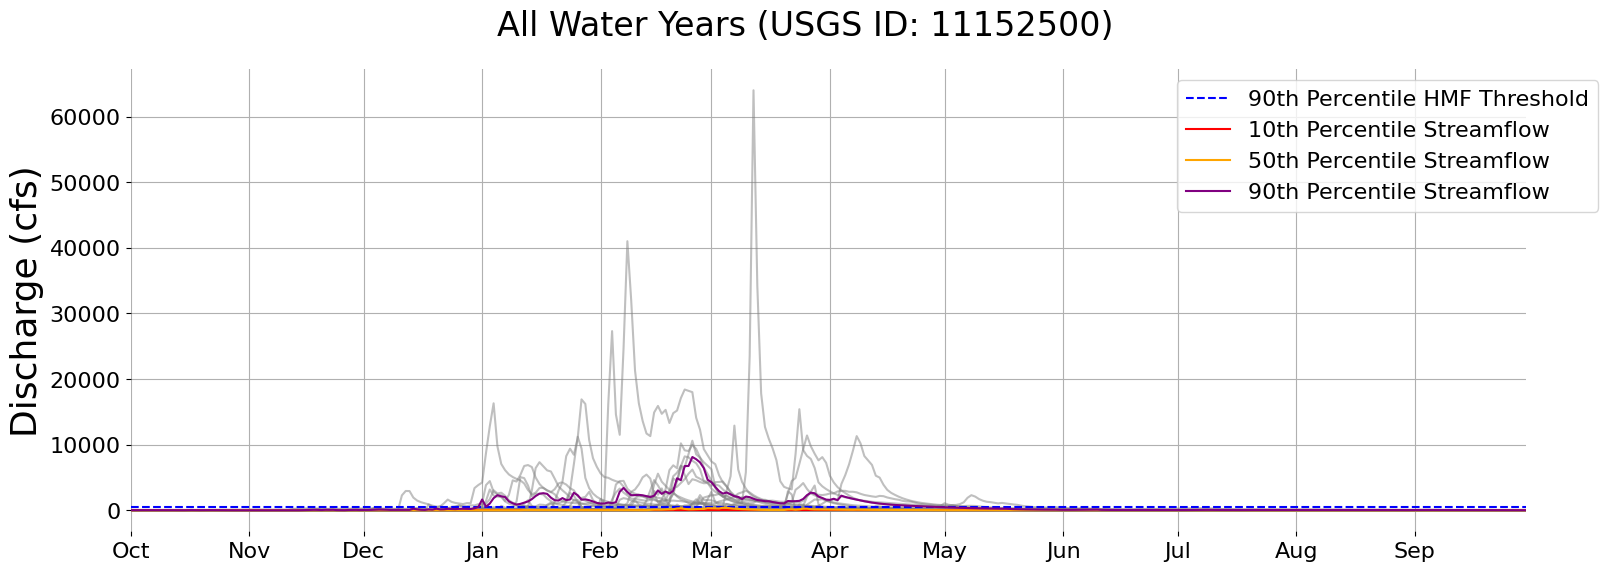 All Water Years (USGS ID: 11152500)
Discharge (cfs)
60000
50000
40000
30000
20000
10000
0
Oct Nov Dec Jan Feb Mar Apr May Jun Jul Aug Sep
90th Percentile HMF Threshold
10th Percentile Streamflow
50th Percentile Streamflow
90th Percentile Streamflow